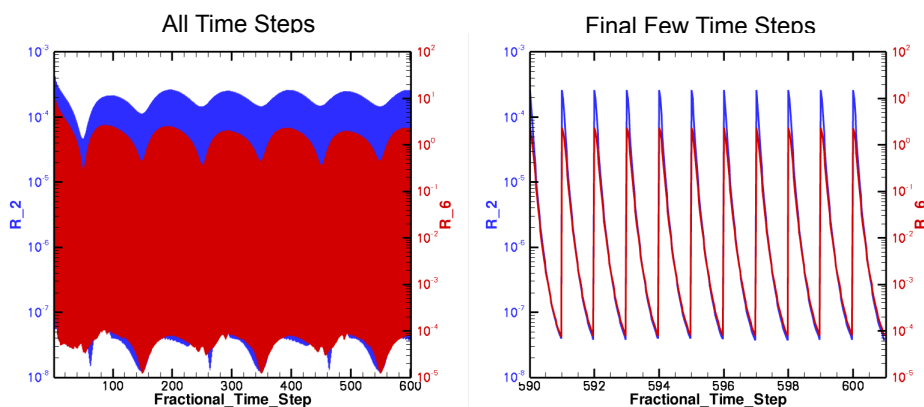 All Time Steps
Final Few Time Steps
10⁻³
10⁻⁴
10⁻⁵
10⁻⁶
10⁻⁷
10⁻⁸
R_2
10²
10¹
10⁰
10⁻¹
10⁻²
10⁻³
10⁻⁴
10⁻⁵
R_6
100 200 300 400 500 600
Fractional_Time_Step
10⁻³
10⁻⁴
10⁻⁵
10⁻⁶
10⁻⁷
10⁻⁸
R_2
10²
10¹
10⁰
10⁻¹
10⁻²
10⁻³
10⁻⁴
10⁻⁵
R_6
590 592 594 596 598 600
Fractional_Time_Step